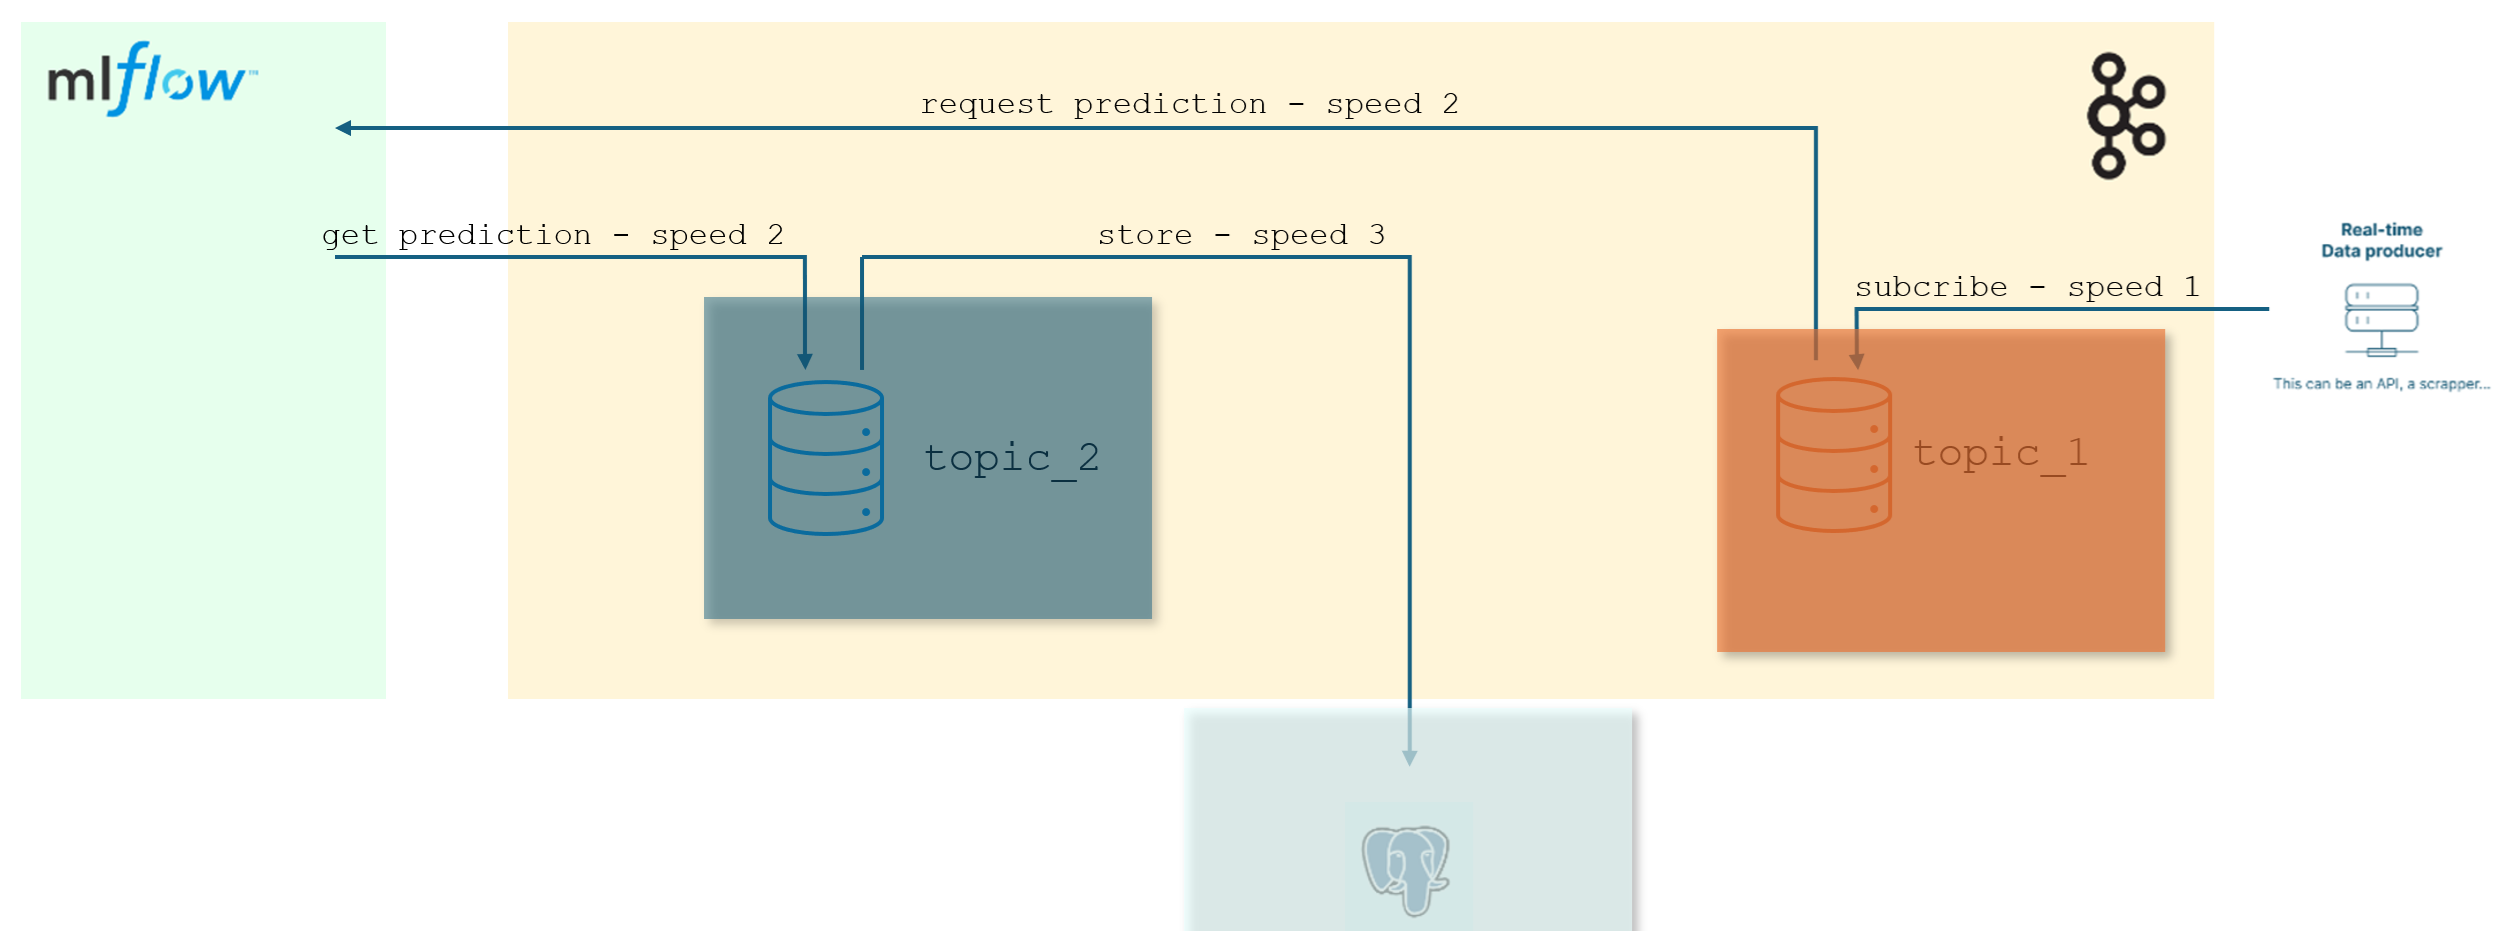 mlflow™
request prediction - speed 2
get prediction - speed 2
store - speed 3
Real-time
Data producer
subcribe - speed 1
This can be an API, a scrapper...
topic_2
topic_1